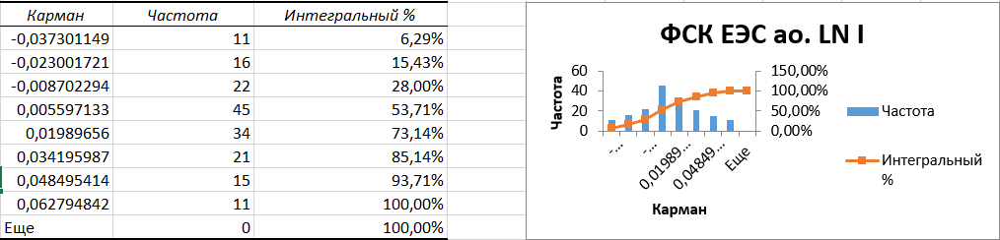 Карман Частота Интегральный %
-0,037301149 11 6,29%
-0,023001721 16 15,43%
-0,008702294 22 28,00%
0,005597133 45 53,71%
0,01989656 34 73,14%
0,034195987 21 85,14%
0,048495414 15 93,71%
0,062794842 11 100,00%
Еще 0 100,00%
ФСК ЕЭС ао. LN I
Частота
60
40
20
0
150,00%
100,00%
50,00%
0,00%
-...
-...
0,01989...
0,04849...
Еще
Карман
Частота
Интегральный
%